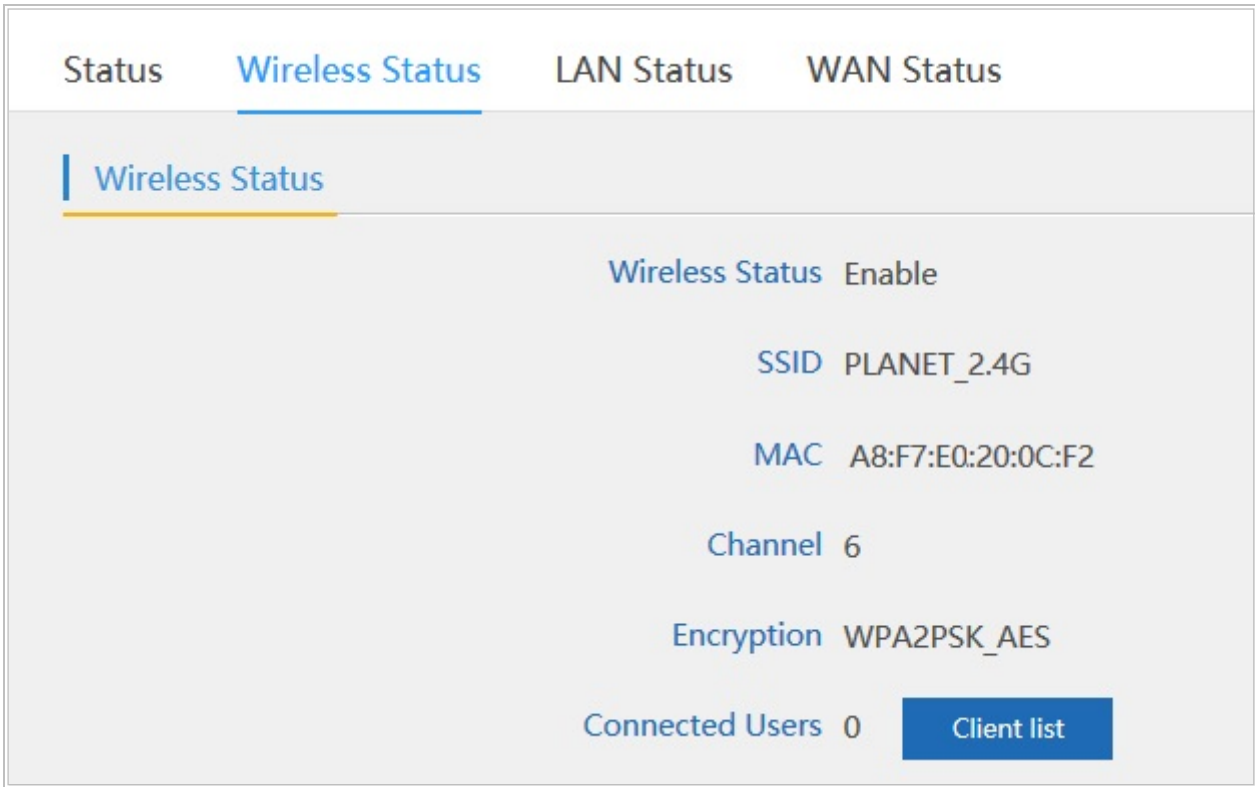 Status Wireless Status LAN Status WAN Status
Wireless Status
Wireless Status Enable
SSID PLANET_2.4G
MAC A8:F7:E0:20:0C:F2
Channel 6
Encryption WPA2PSK_AES
Connected Users 0 Client list